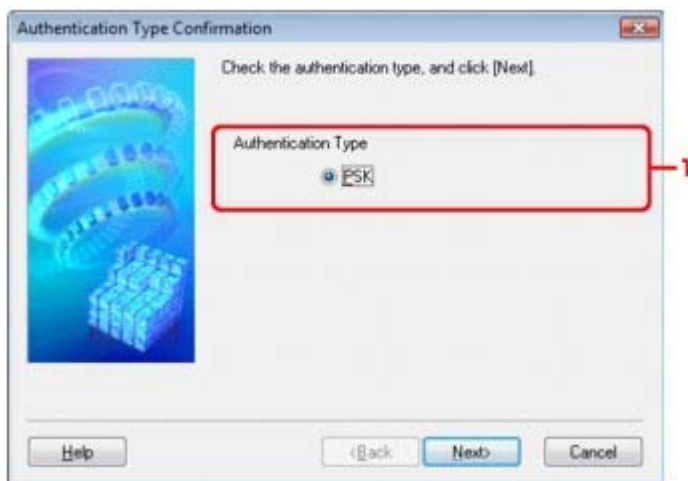 Authentication Type Confirmation
Check the authentication type, and click [Next].
Authentication Type
PSK
1
Help
<Back
Next>
Cancel